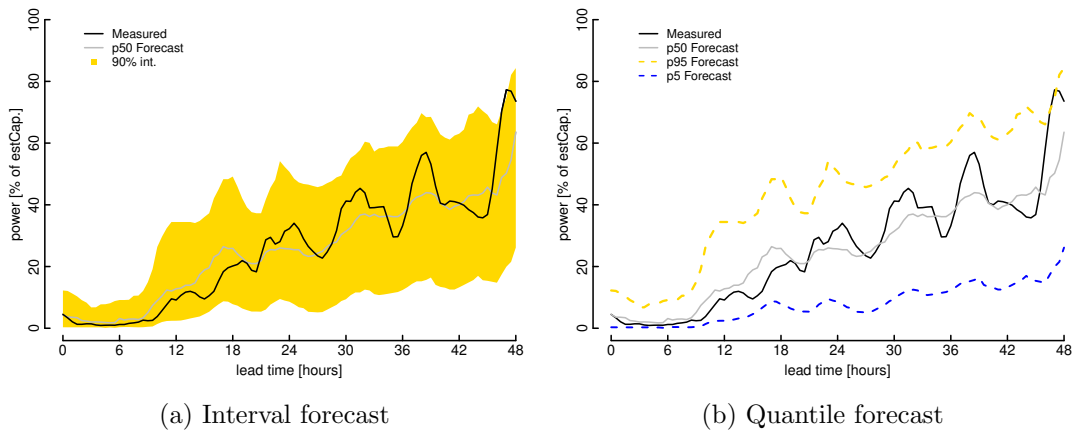 100
80
60
40
20
0
power [% of estCap.]
Measured
p50 Forecast
90% int.
0 6 12 18 24 30 36 42 48
lead time [hours]
(a) Interval forecast
100
80
60
40
20
0
power [% of estCap.]
Measured
p50 Forecast
p95 Forecast
p5 Forecast
0 6 12 18 24 30 36 42 48
lead time [hours]
(b) Quantile forecast